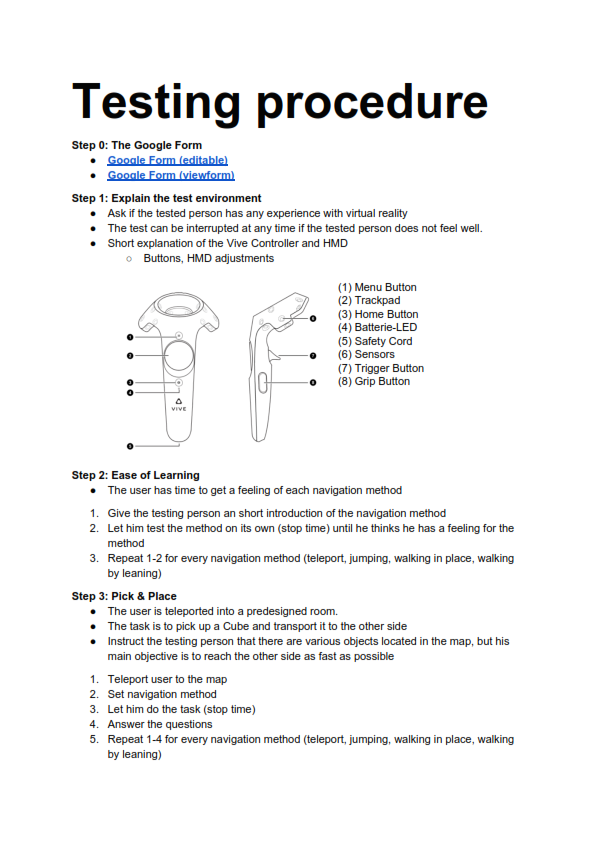 Testing procedure
Step 0: The Google Form
● Google Form (editable)
● Google Form (viewform)
Step 1: Explain the test environment
● Ask if the tested person has any experience with virtual reality
● The test can be interrupted at any time if the tested person does not feel well.
● Short explanation of the Vive Controller and HMD
○ Buttons, HMD adjustments
(1) Menu Button
(2) Trackpad
(3) Home Button
(4) Batterie-LED
(5) Safety Cord
(6) Sensors
(7) Trigger Button
(8) Grip Button
1
2
3
4
5
6
7
8
VIVE
Step 2: Ease of Learning
● The user has time to get a feeling of each navigation method
1. Give the testing person an short introduction of the navigation method
2. Let him test the method on its own (stop time) until he thinks he has a feeling for the
method
3. Repeat 1-2 for every navigation method (teleport, jumping, walking in place, walking
by leaning)
Step 3: Pick & Place
● The user is teleported into a predesigned room.
● The task is to pick up a Cube and transport it to the other side
● Instruct the testing person that there are various objects located in the map, but his
main objective is to reach the other side as fast as possible
1. Teleport user to the map
2. Set navigation method
3. Let him do the task (stop time)
4. Answer the questions
5. Repeat 1-4 for every navigation method (teleport, jumping, walking in place, walking
by leaning)